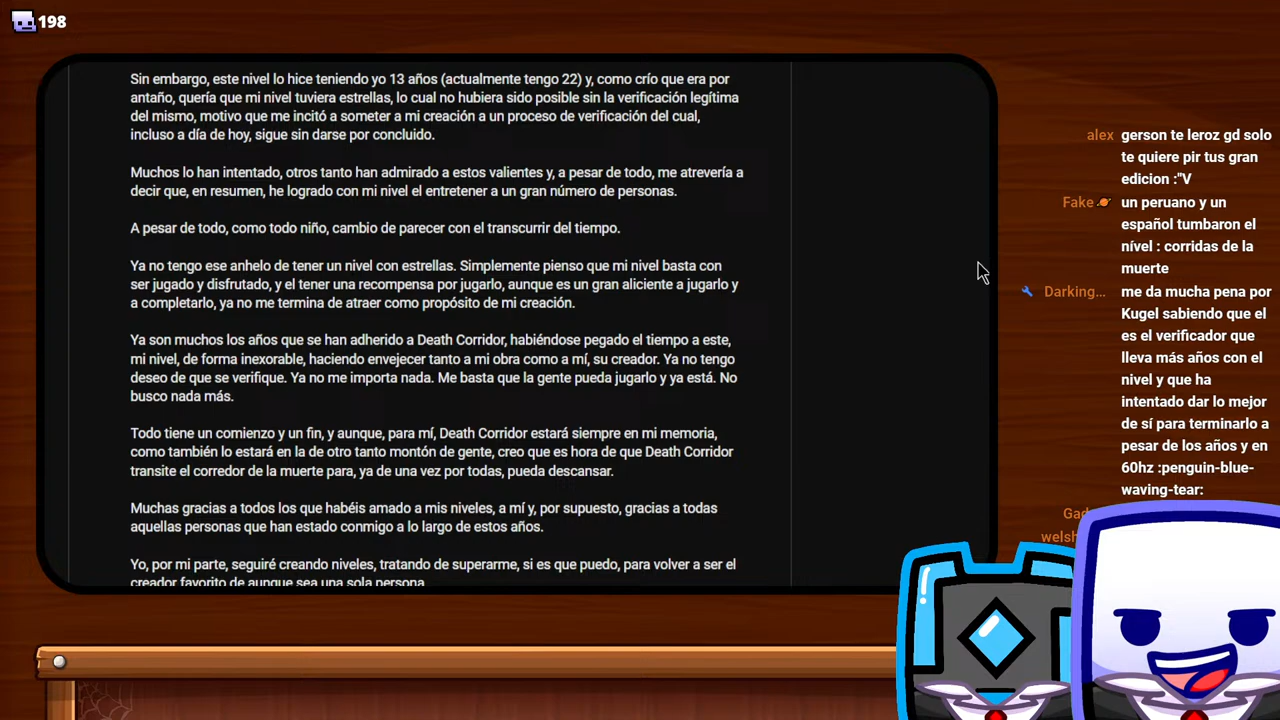 198
Sin embargo, este nivel lo hice teniendo yo 13 años (actualmente tengo 22) y, como crío que era por
antaño, quería que mi nivel tuviera estrellas, lo cual no hubiera sido posible sin la verificación legítima
del mismo, motivo que me incitó a someter a mi creación a un proceso de verificación del cual,
incluso a día de hoy, sigue sin darse por concluido.
Muchos lo han intentado, otros tanto han admirado a estos valientes y, a pesar de todo, me atrevería a
decir que, en resumen, he logrado con mi nivel el entretener a un gran número de personas.
A pesar de todo, como todo niño, cambio de parecer con el transcurrir del tiempo.
Ya no tengo ese anhelo de tener un nivel con estrellas. Simplemente pienso que mi nivel basta con
ser jugado y disfrutado, y el tener una recompensa por jugarlo, aunque es un gran aliciente a jugarlo y
a completarlo, ya no me termina de atraer como propósito de mi creación.
Ya son muchos los años que se han adherido a Death Corridor, habiéndose pegado el tiempo a este,
mi nivel, de forma inexorable, haciendo envejecer tanto a mi obra como a mí, su creador. Ya no tengo
deseo de que se verifique. Ya no me importa nada. Me basta que la gente pueda jugarlo y ya está. No
busco nada más.
Todo tiene un comienzo y un fin, y aunque, para mí, Death Corridor estará siempre en mi memoria,
como también lo estará en la de otro tanto montón de gente, creo que es hora de que Death Corridor
transite el corredor de la muerte para, ya de una vez por todas, pueda descansar.
Muchas gracias a todos los que habéis amado a mis niveles, a mí y, por supuesto, gracias a todas
aquellas personas que han estado conmigo a lo largo de estos años.
Yo, por mi parte, seguiré creando niveles, tratando de superarme, si es que puedo, para volver a ser el
creador favorito de aunque sea una sola persona
alex gerson te leroz gd solo
te quiere pir tus gran
edicion :"V
Fake un peruano y un
español tumbaron el
nível : corridas de la
muerte
Darking... me da mucha pena por
Kugel sabiendo que el
es el verificador que
lleva más años con el
nivel y que ha
intentado dar lo mejor
de sí para terminarlo a
pesar de los años y en
60hz :penguin-blue-
waving-tear: